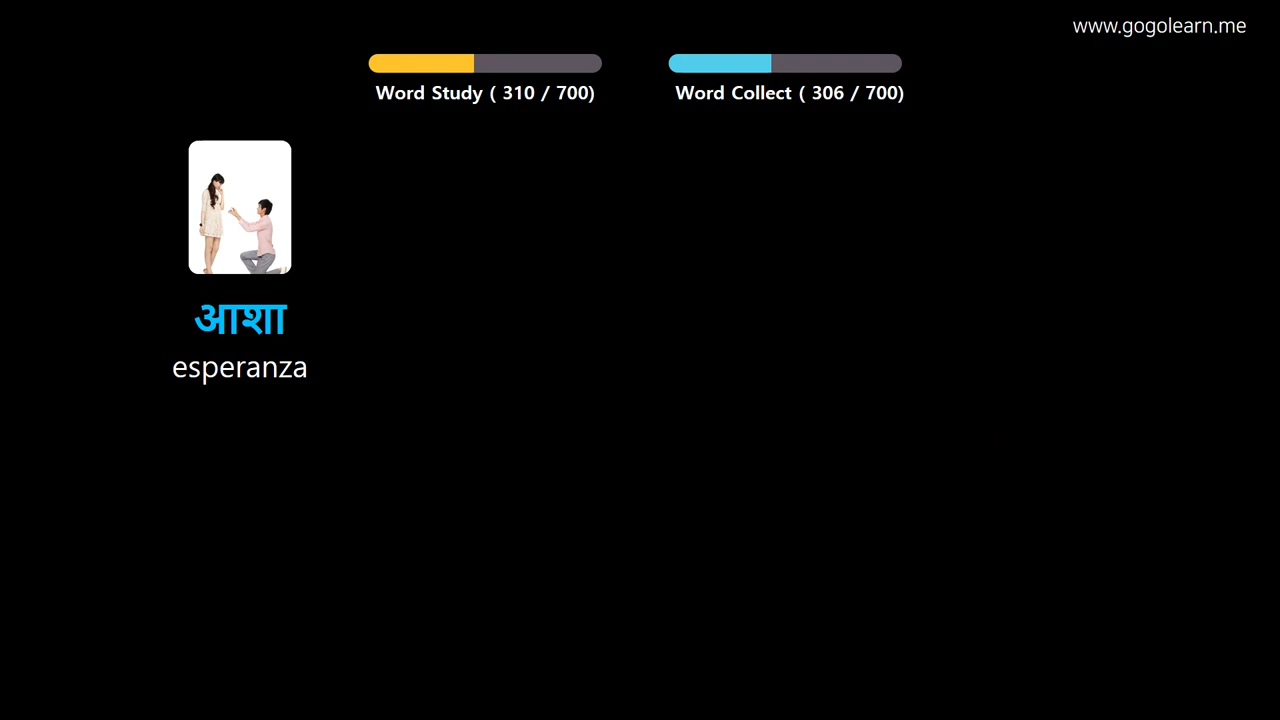 www.gogolearn.me
Word Study ( 310 / 700)
Word Collect ( 306 / 700)
आशा
esperanza